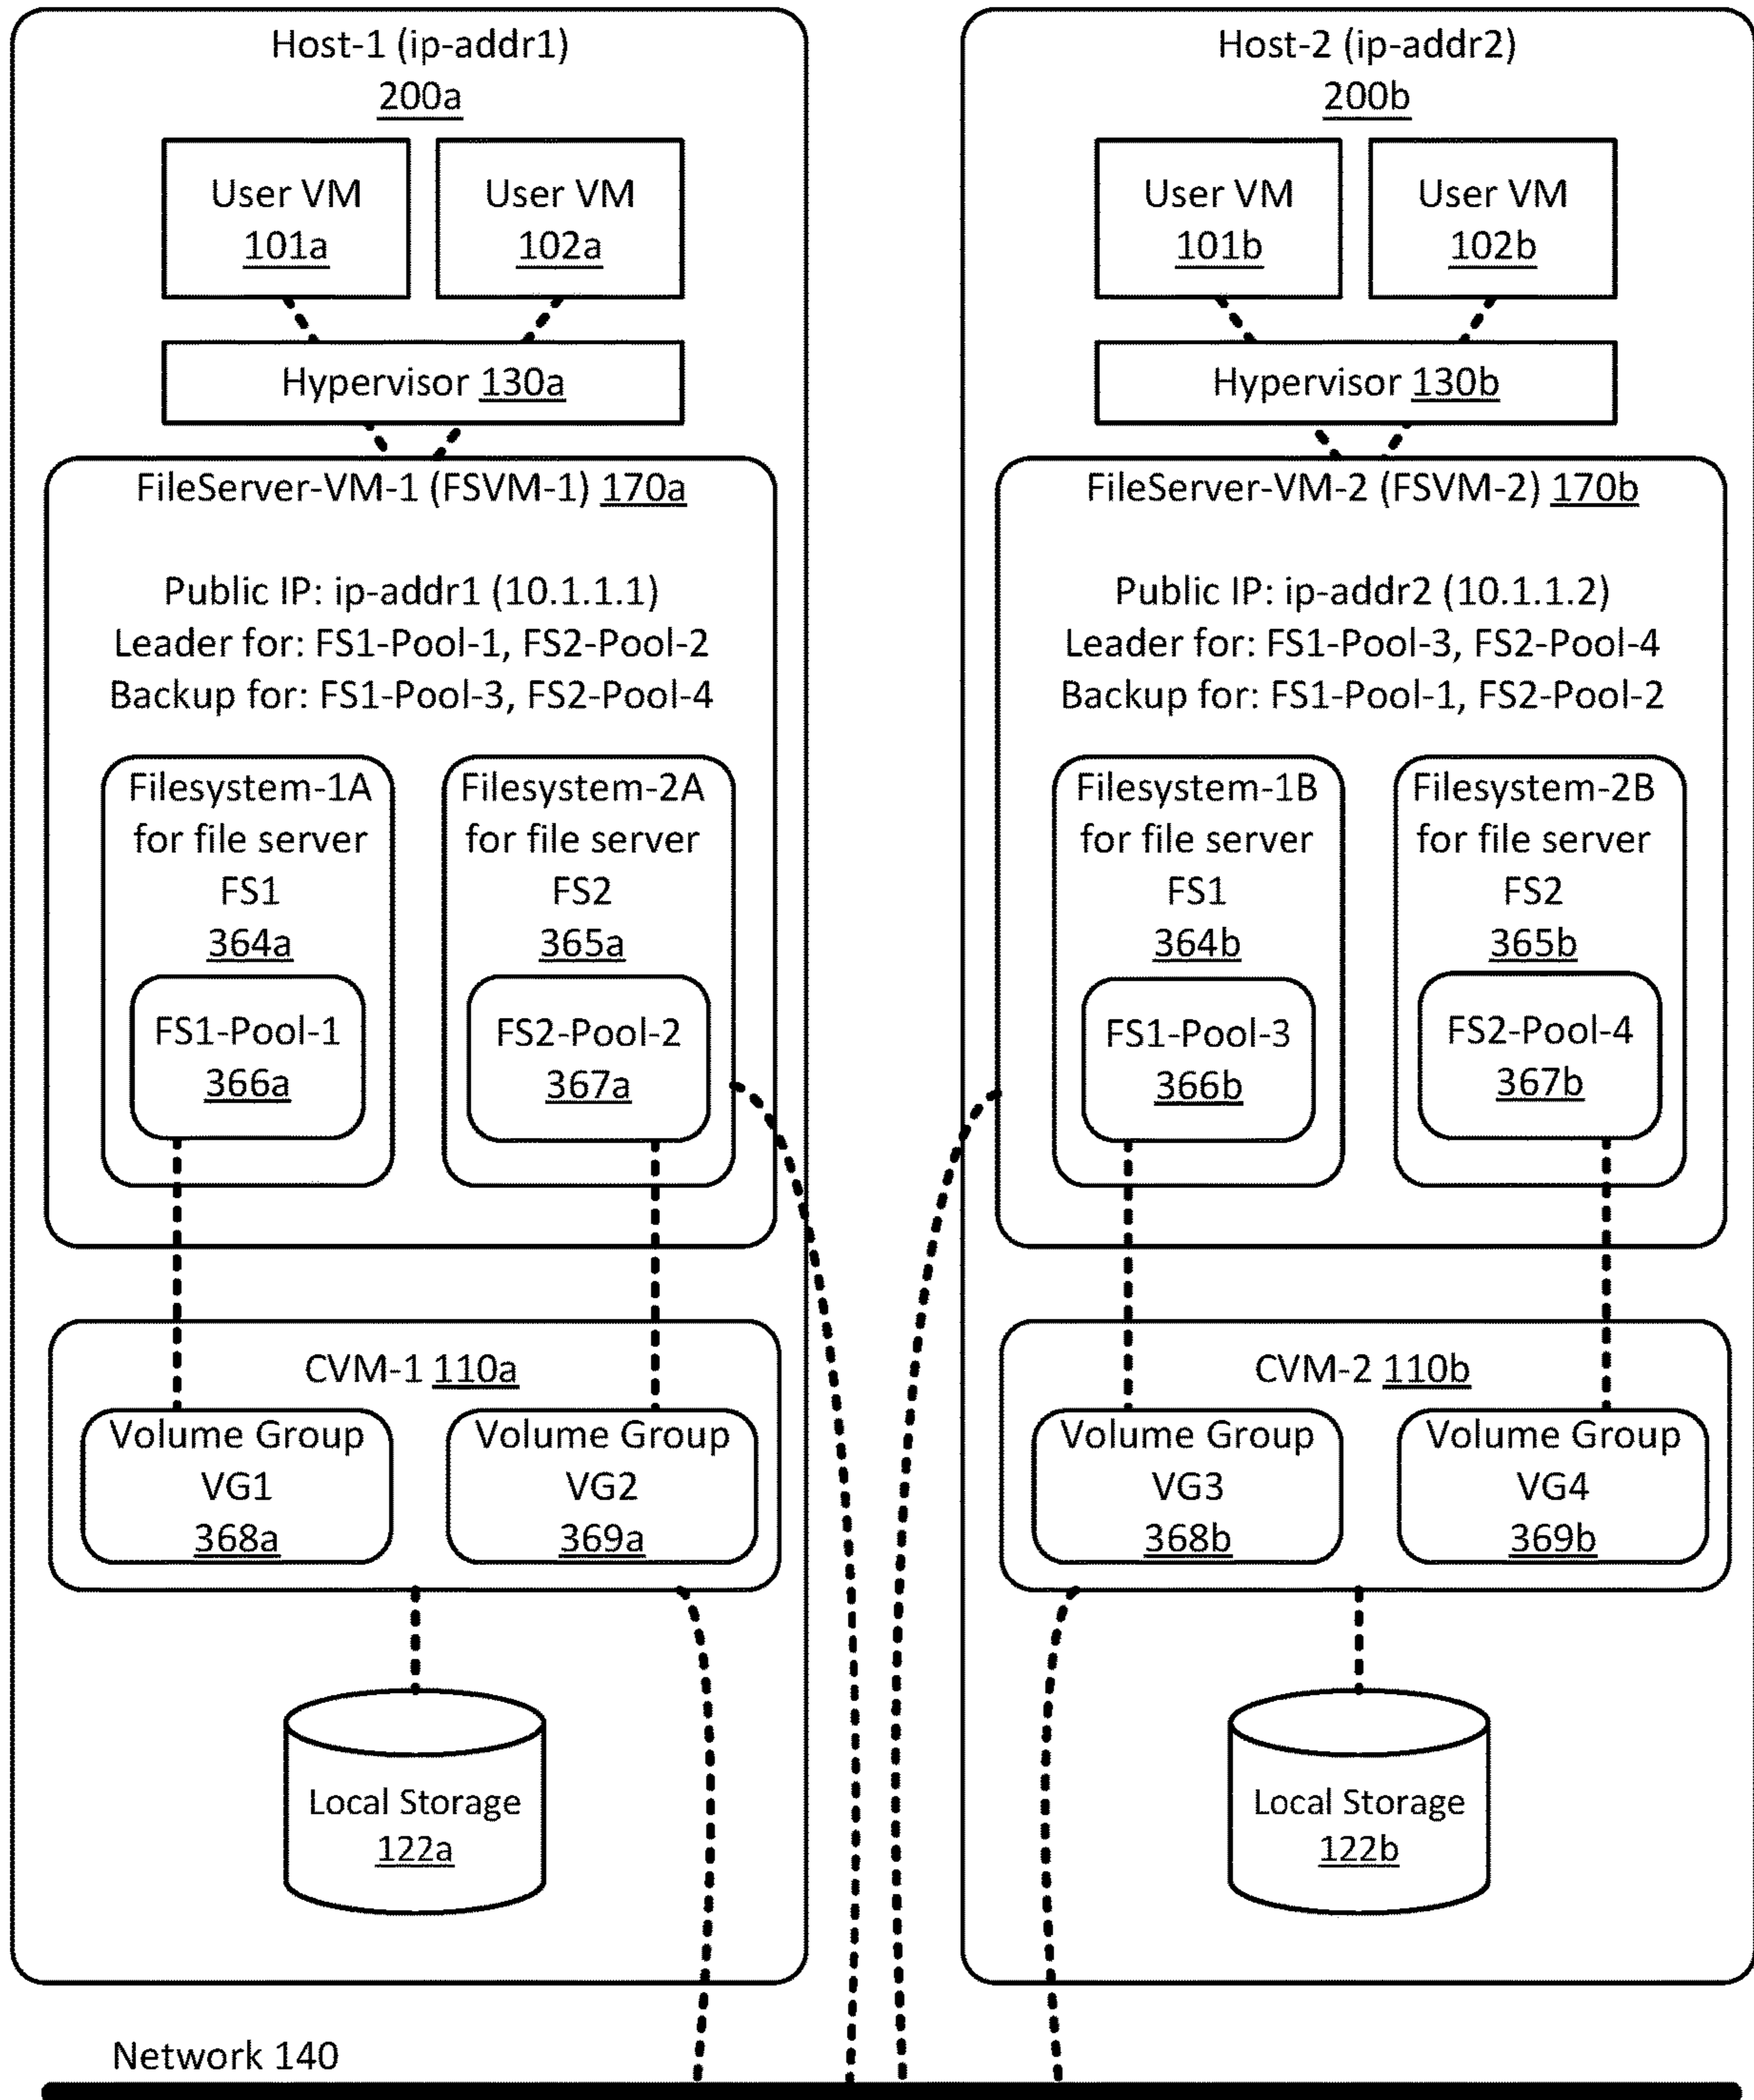 Host-1 (ip-addr1)
200a
User VM
101a
User VM
102a
Hypervisor 130a
FileServer-VM-1 (FSVM-1) 170a
Public IP: ip-addr1 (10.1.1.1)
Leader for: FS1-Pool-1, FS2-Pool-2
Backup for: FS1-Pool-3, FS2-Pool-4
Filesystem-1A
for file server
FS1
364a
FS1-Pool-1
366a
Filesystem-2A
for file server
FS2
365a
FS2-Pool-2
367a
CVM-1 110a
Volume Group
VG1
368a
Volume Group
VG2
369a
Local Storage
122a
Host-2 (ip-addr2)
200b
User VM
101b
User VM
102b
Hypervisor 130b
FileServer-VM-2 (FSVM-2) 170b
Public IP: ip-addr2 (10.1.1.2)
Leader for: FS1-Pool-3, FS2-Pool-4
Backup for: FS1-Pool-1, FS2-Pool-2
Filesystem-1B
for file server
FS1
364b
FS1-Pool-3
366b
Filesystem-2B
for file server
FS2
365b
FS2-Pool-4
367b
CVM-2 110b
Volume Group
VG3
368b
Volume Group
VG4
369b
Local Storage
122b
Network 140